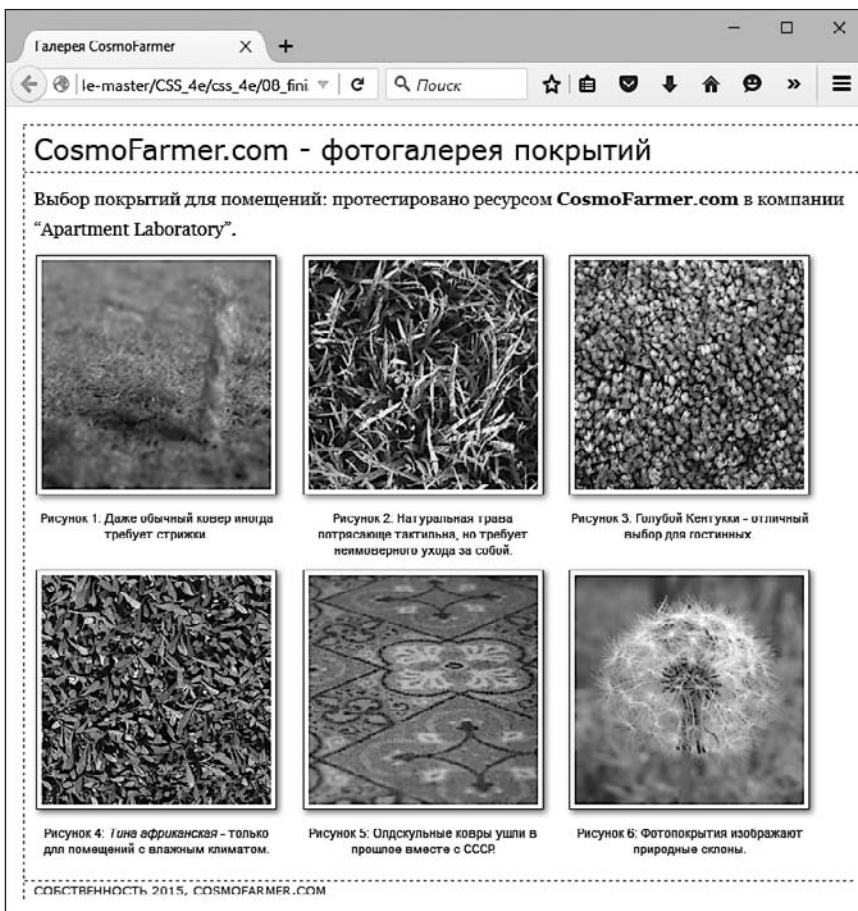 Галерея CosmoFarmer
le-master/CSS_4e/css_4e/08_fini
Поиск
CosmoFarmer.com - фотогалерея покрытий
Выбор покрытий для помещений: протестировано ресурсом CosmoFarmer.com в компании
“Apartment Laboratory”.
Рисунок 1. Даже обычный ковер иногда
требует стрижки.
Рисунок 2: Натуральная трава
потрясающе тактильна, но требует
неимоверного ухода за собой.
Рисунок 3. Голубой Кентукки - отличный
выбор для гостинных.
Рисунок 4: Тина африканская - только
для помещений с влажным климатом.
Рисунок 5: Олдскульные ковры ушли в
прошлое вместе с СССР.
Рисунок 6: Фотопокрытия изображают
природные склоны.
СОБСТВЕННОСТЬ 2015, COSMOFARMER.COM